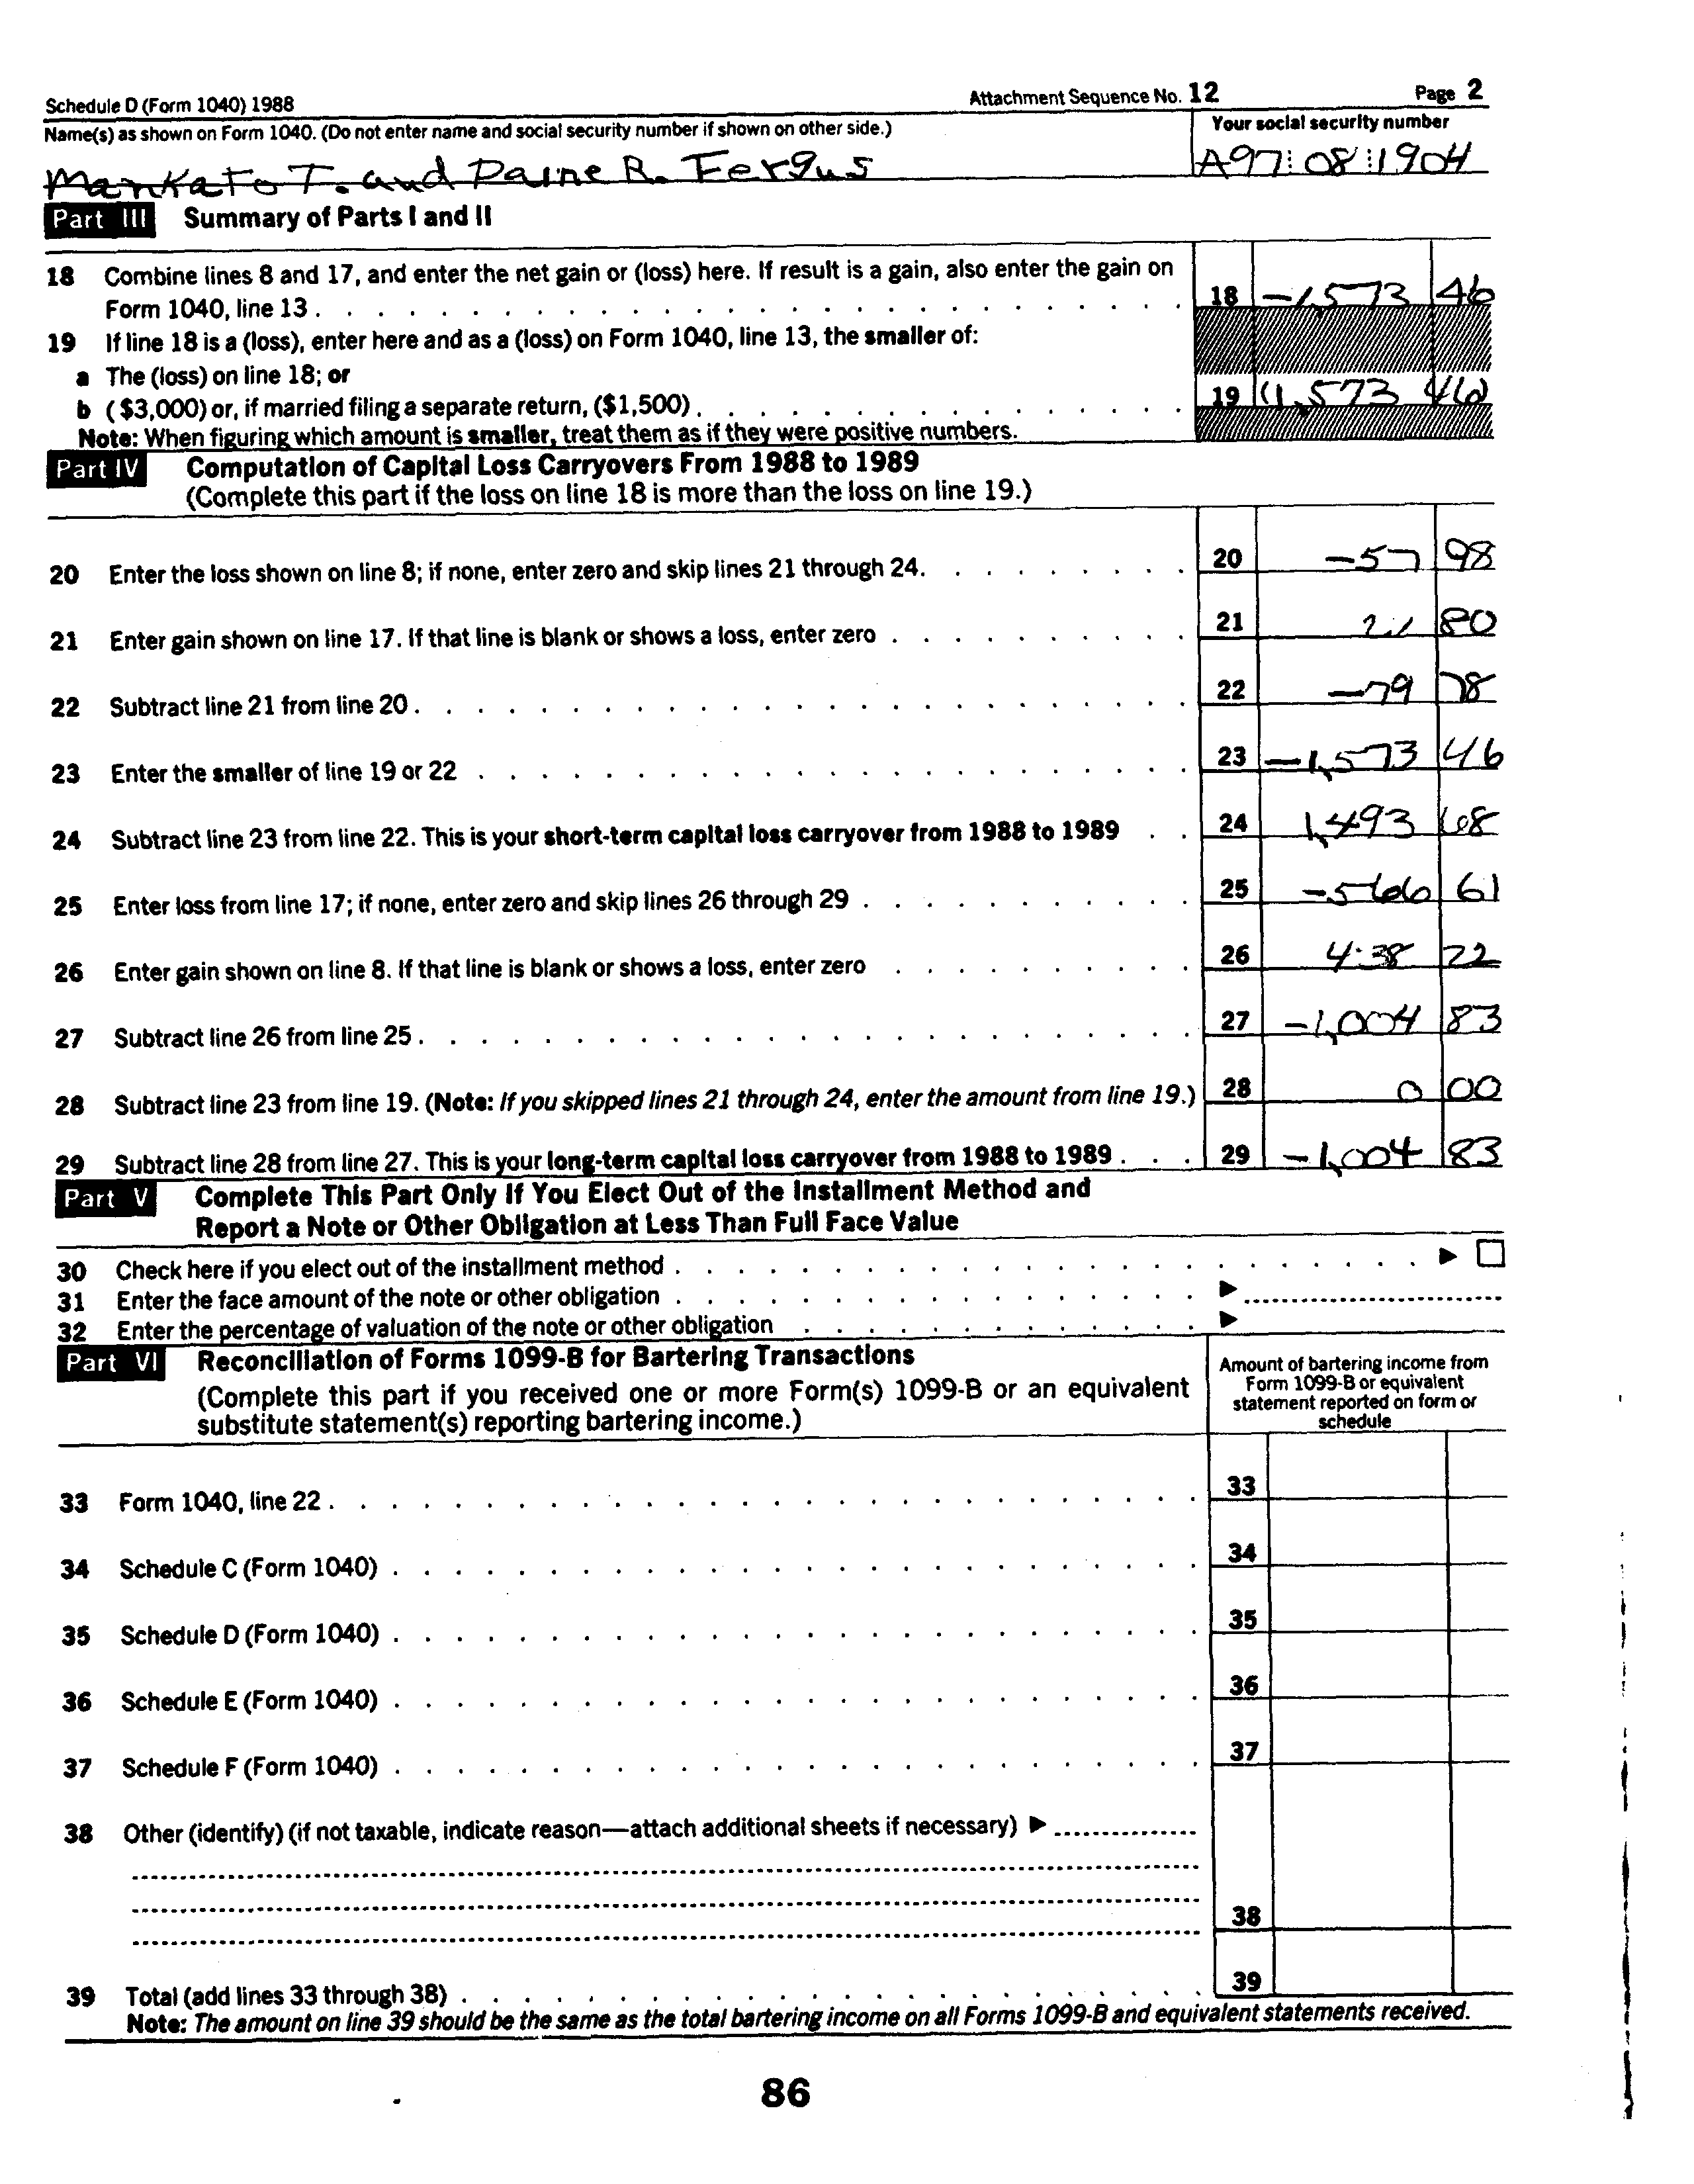 Schedule D (Form 1040) 1988 Attachment Sequence No. 12 Page 2
Name(s) as shown on Form 1040. (Do not enter name and social security number if shown on other side.) Your social security number
Mankato T. and Paine R. Fergus A97 08 1904
Part III Summary of Parts I and II
18 Combine lines 8 and 17, and enter the net gain or (loss) here. If result is a gain, also enter the gain on
Form 1040, line 13 . . . 18 -1,573 46
19 If line 18 is a (loss), enter here and as a (loss) on Form 1040, line 13, the smaller of:
a The (loss) on line 18; or
b ($3,000) or, if married filing a separate return, ($1,500) . . . 19 (1,573 46)
Note: When figuring which amount is smaller, treat them as if they were positive numbers.
Part IV Computation of Capital Loss Carryovers From 1988 to 1989
(Complete this part if the loss on line 18 is more than the loss on line 19.)
20 Enter the loss shown on line 8; if none, enter zero and skip lines 21 through 24. . . . 20 -57 98
21 Enter gain shown on line 17. If that line is blank or shows a loss, enter zero . . . 21 21 80
22 Subtract line 21 from line 20 . . . 22 -79 78
23 Enter the smaller of line 19 or 22 . . . 23 -1,573 46
24 Subtract line 23 from line 22. This is your short-term capital loss carryover from 1988 to 1989 . . 24 1,493 68
25 Enter loss from line 17; if none, enter zero and skip lines 26 through 29 . . . 25 -566 61
26 Enter gain shown on line 8. If that line is blank or shows a loss, enter zero . . . 26 438 22
27 Subtract line 26 from line 25 . . . 27 -1,004 83
28 Subtract line 23 from line 19. (Note: If you skipped lines 21 through 24, enter the amount from line 19.) 28 0 00
29 Subtract line 28 from line 27. This is your long-term capital loss carryover from 1988 to 1989 . . . 29 -1,004 83
Part V Complete This Part Only If You Elect Out of the Installment Method and
Report a Note or Other Obligation at Less Than Full Face Value
30 Check here if you elect out of the installment method . . . ▶ ☐
31 Enter the face amount of the note or other obligation . . . ▶
32 Enter the percentage of valuation of the note or other obligation . . . ▶
Part VI Reconciliation of Forms 1099-B for Bartering Transactions
(Complete this part if you received one or more Form(s) 1099-B or an equivalent
substitute statement(s) reporting bartering income.)
Amount of bartering income from
Form 1099-B or equivalent
statement reported on form or
schedule
33 Form 1040, line 22 . . . 33
34 Schedule C (Form 1040) . . . 34
35 Schedule D (Form 1040) . . . 35
36 Schedule E (Form 1040) . . . 36
37 Schedule F (Form 1040) . . . 37
38 Other (identify) (if not taxable, indicate reason—attach additional sheets if necessary) ▶
38
39 Total (add lines 33 through 38) . . . 39
Note: The amount on line 39 should be the same as the total bartering income on all Forms 1099-B and equivalent statements received.
86